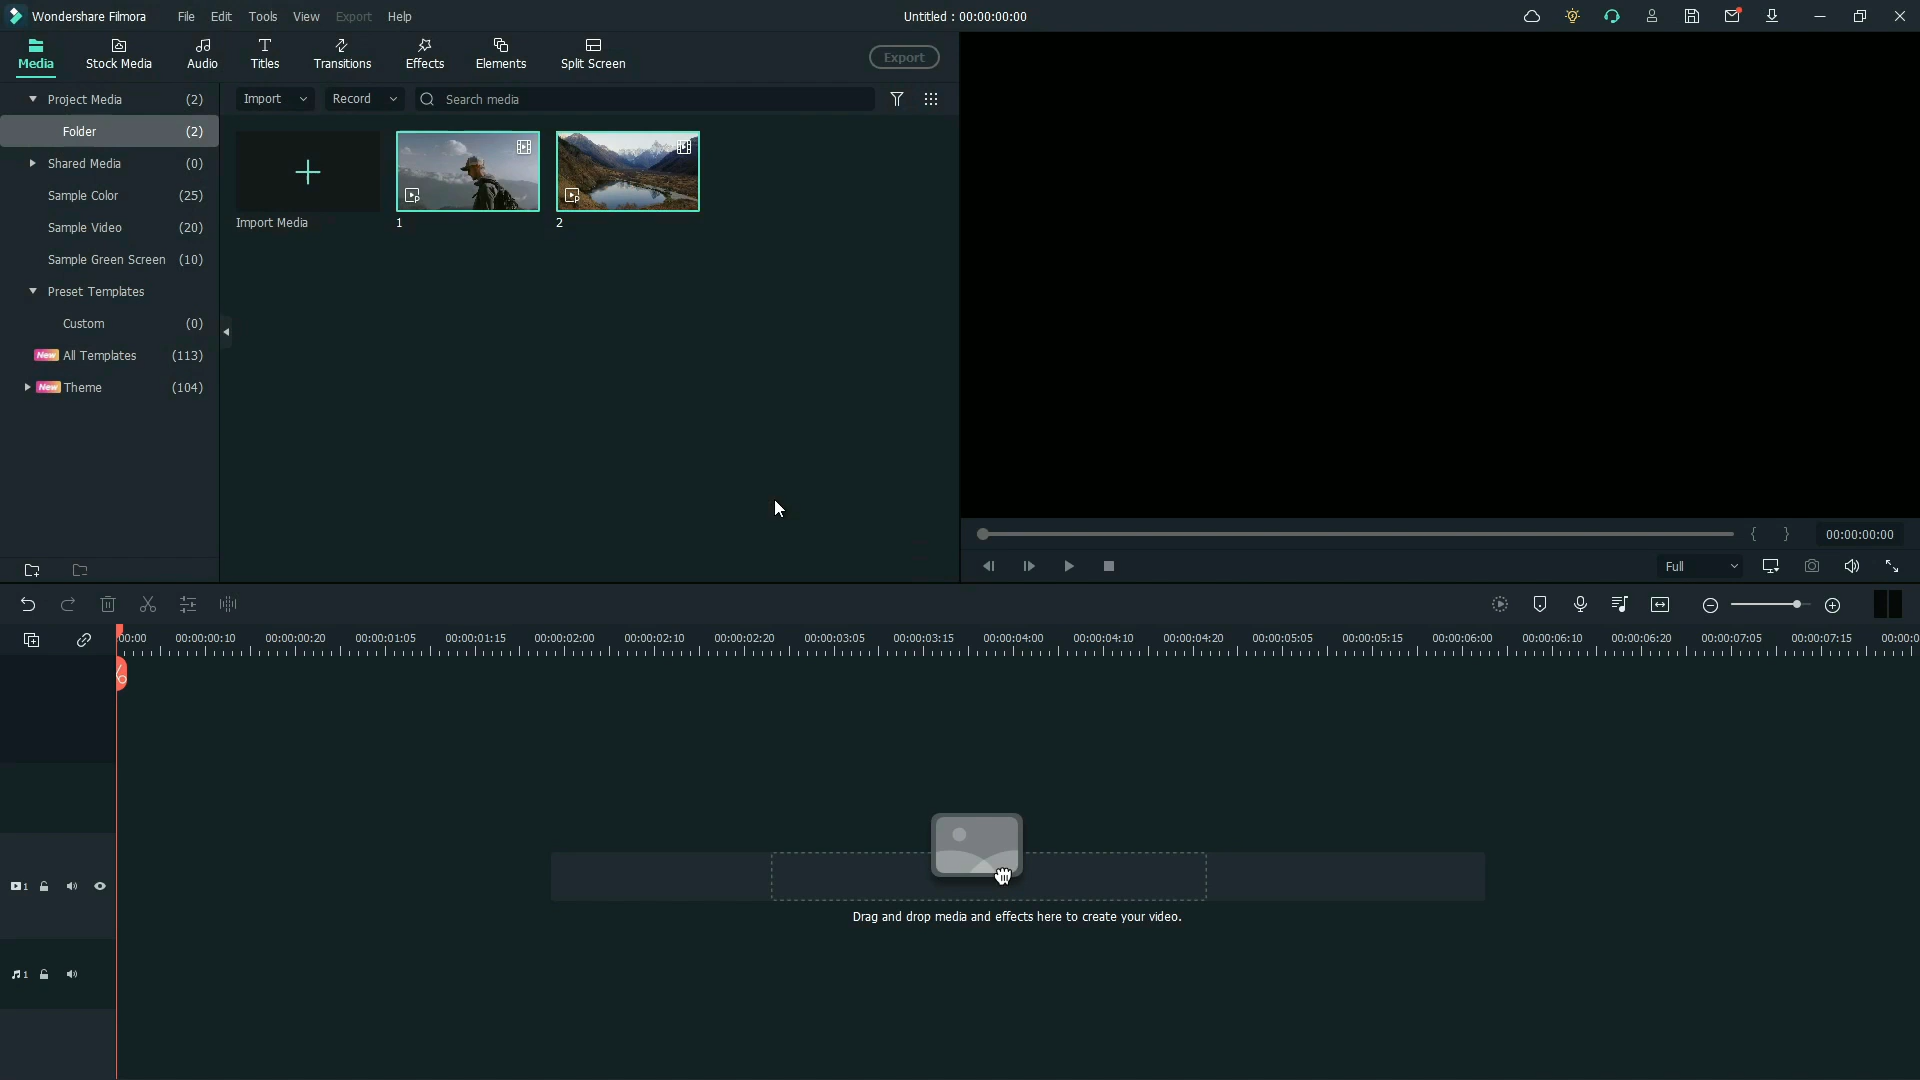 Wondershare Filmora File Edit Tools View Export Help Untitled : 00:00:00:00
Media Stock Media Audio Titles Transitions Effects Elements Split Screen Export
Project Media (2)
Folder (2)
Shared Media (0)
Sample Color (25)
Sample Video (20)
Sample Green Screen (10)
Preset Templates
Custom (0)
New All Templates (113)
New Theme (104)
Import Record Search media
Import Media 1 2
{ } 00:00:00:00
Full
00:00 00:00:00:10 00:00:00:20 00:00:01:05 00:00:01:15 00:00:02:00 00:00:02:10 00:00:02:20 00:00:03:05 00:00:03:15 00:00:04:00 00:00:04:10 00:00:04:20 00:00:05:05 00:00:05:15 00:00:06:00 00:00:06:10 00:00:06:20 00:00:07:05 00:00:07:15 00:00:0
1
Drag and drop media and effects here to create your video.
1